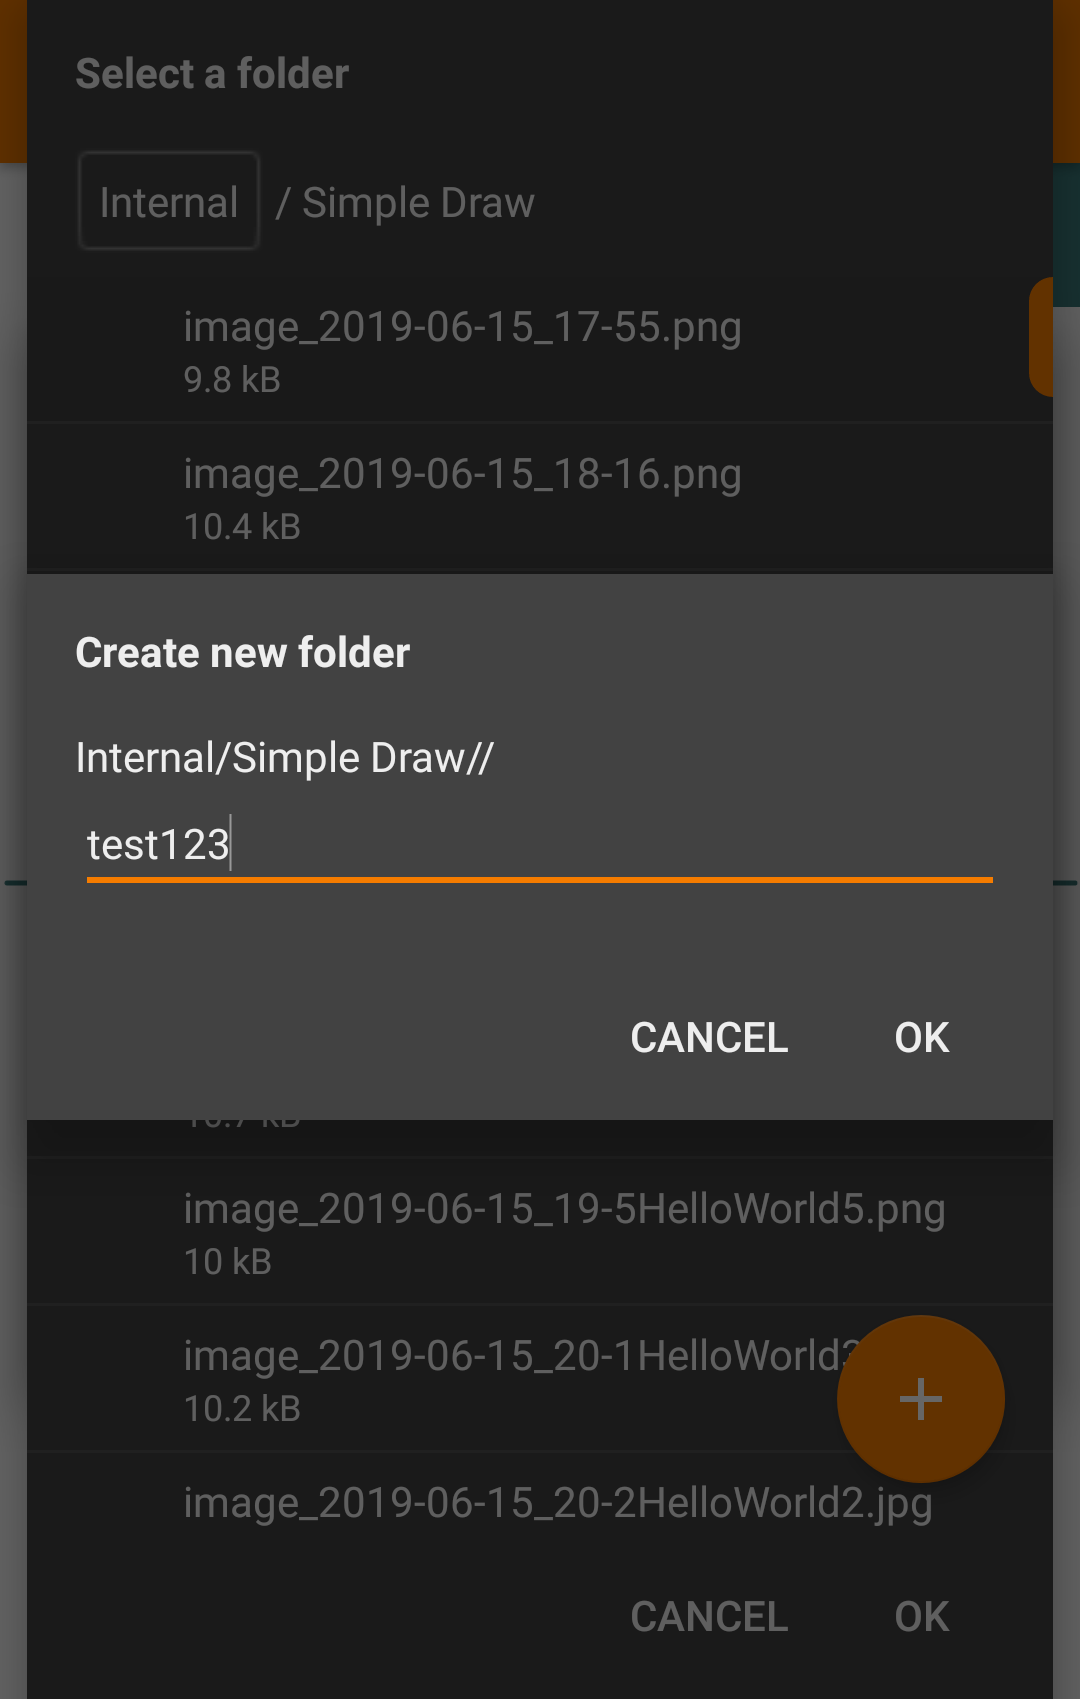 Select a folder
Internal / Simple Draw
image_2019-06-15_17-55.png
9.8 kB
image_2019-06-15_18-16.png
10.4 kB
Create new folder
Internal/Simple Draw//
test123
CANCEL OK
kB
image_2019-06-15_19-5HelloWorld5.png
10 kB
image_2019-06-15_20-1HelloWorld
10.2 kB
image_2019-06-15_20-2HelloWorld2.jpg
CANCEL OK